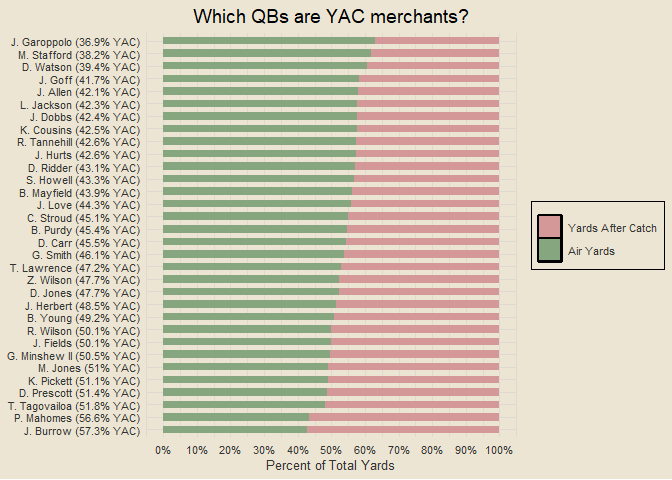 Which QBs are YAC merchants?
J. Garoppolo (36.9% YAC)
M. Stafford (38.2% YAC)
D. Watson (39.4% YAC)
J. Goff (41.7% YAC)
J. Allen (42.1% YAC)
L. Jackson (42.3% YAC)
J. Dobbs (42.4% YAC)
K. Cousins (42.5% YAC)
R. Tannehill (42.6% YAC)
J. Hurts (42.6% YAC)
D. Ridder (43.1% YAC)
S. Howell (43.3% YAC)
B. Mayfield (43.9% YAC)
J. Love (44.3% YAC)
C. Stroud (45.1% YAC)
B. Purdy (45.4% YAC)
D. Carr (45.5% YAC)
G. Smith (46.1% YAC)
T. Lawrence (47.2% YAC)
Z. Wilson (47.7% YAC)
D. Jones (47.7% YAC)
J. Herbert (48.5% YAC)
B. Young (49.2% YAC)
R. Wilson (50.1% YAC)
J. Fields (50.1% YAC)
G. Minshew II (50.5% YAC)
M. Jones (51% YAC)
K. Pickett (51.1% YAC)
D. Prescott (51.4% YAC)
T. Tagovailoa (51.8% YAC)
P. Mahomes (56.6% YAC)
J. Burrow (57.3% YAC)
0% 10% 20% 30% 40% 50% 60% 70% 80% 90% 100%
Percent of Total Yards
Yards After Catch
Air Yards